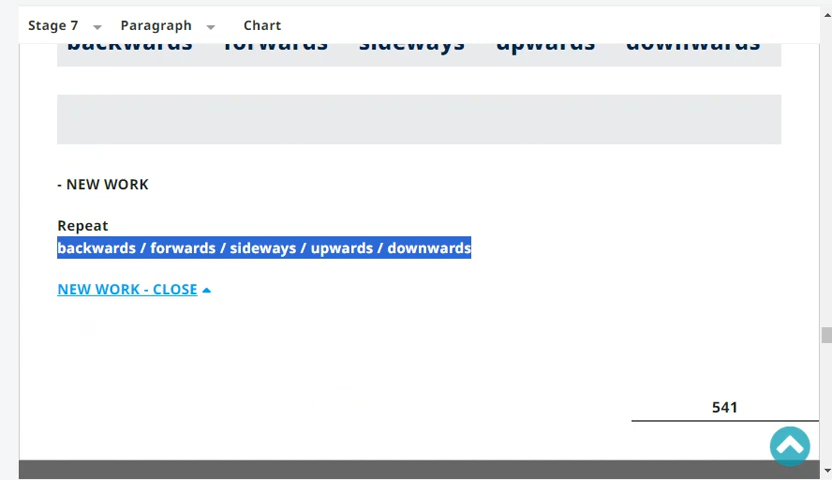 Stage 7 Paragraph Chart
backwards forwards sideways upwards downwards
- NEW WORK
Repeat
backwards / forwards / sideways / upwards / downwards
NEW WORK - CLOSE
541